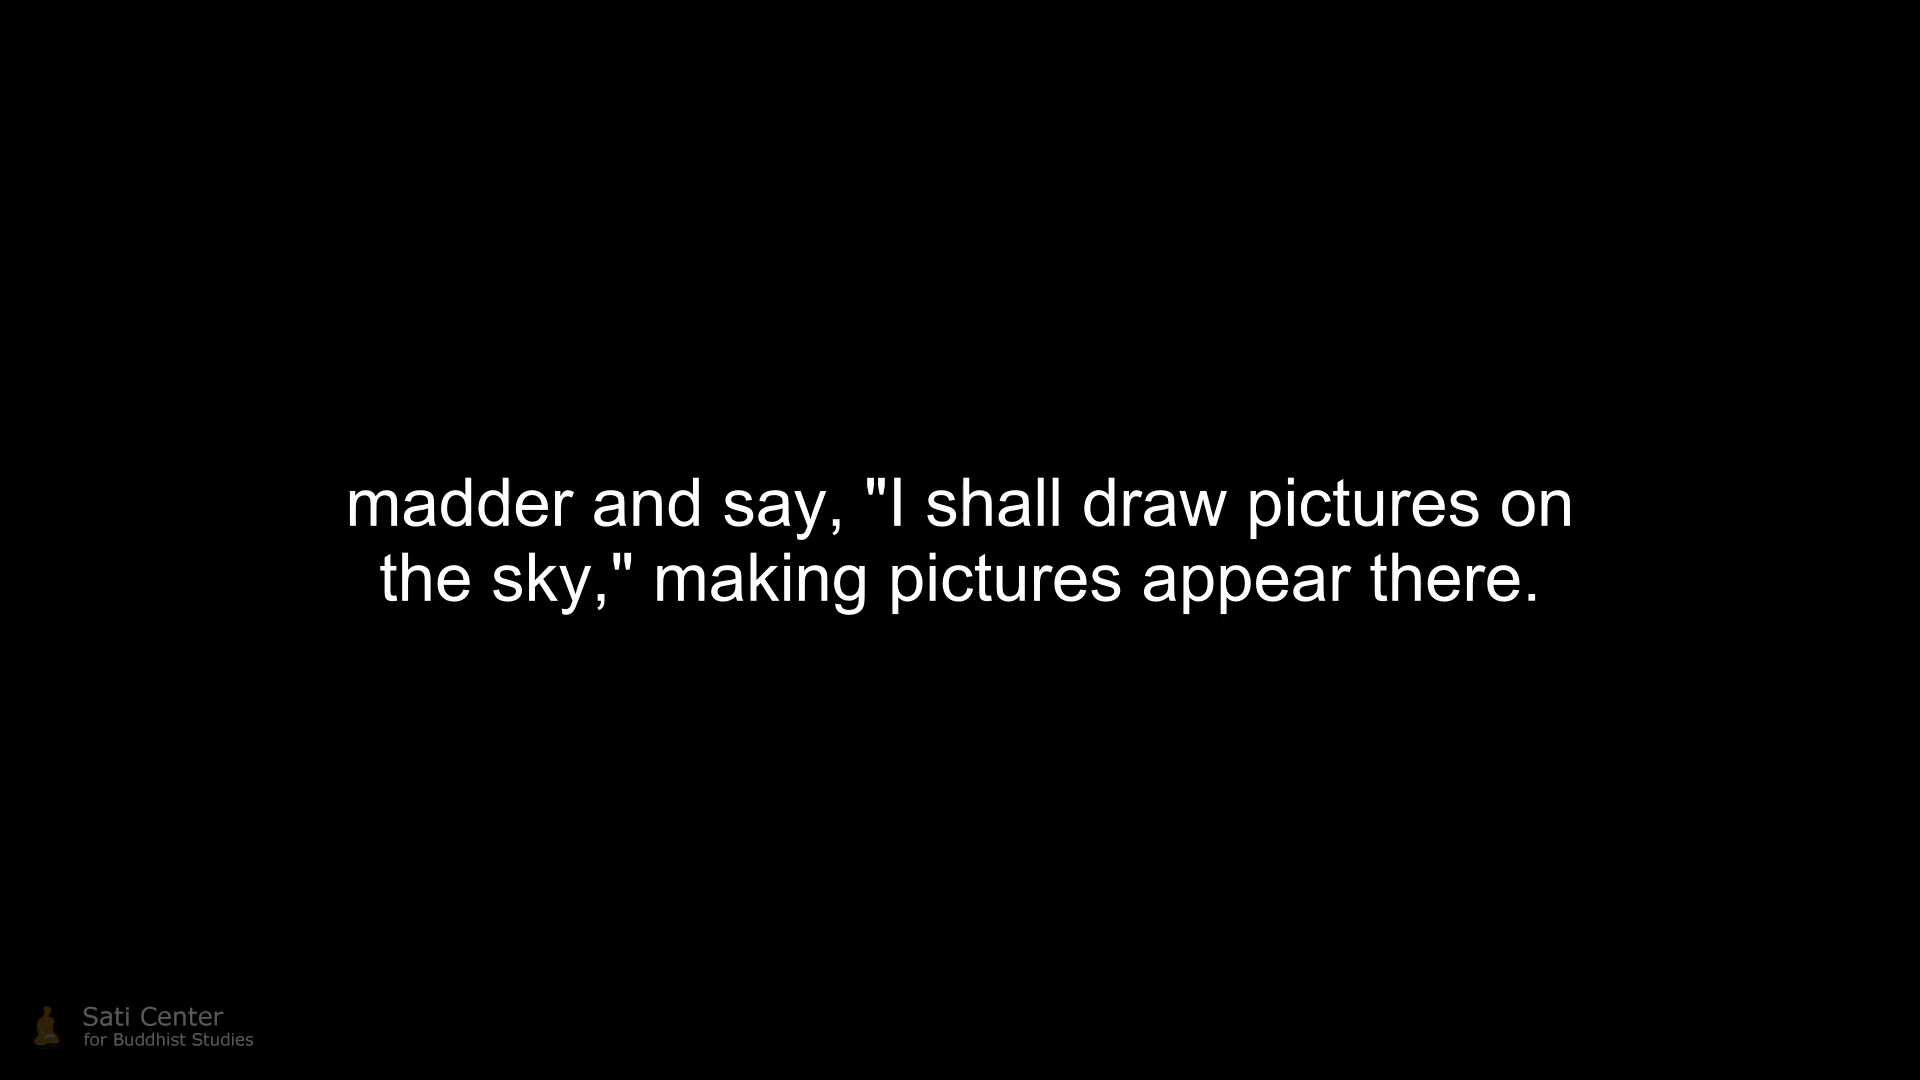 madder and say, "I shall draw pictures on
the sky," making pictures appear there.
Sati Center
for Buddhist Studies